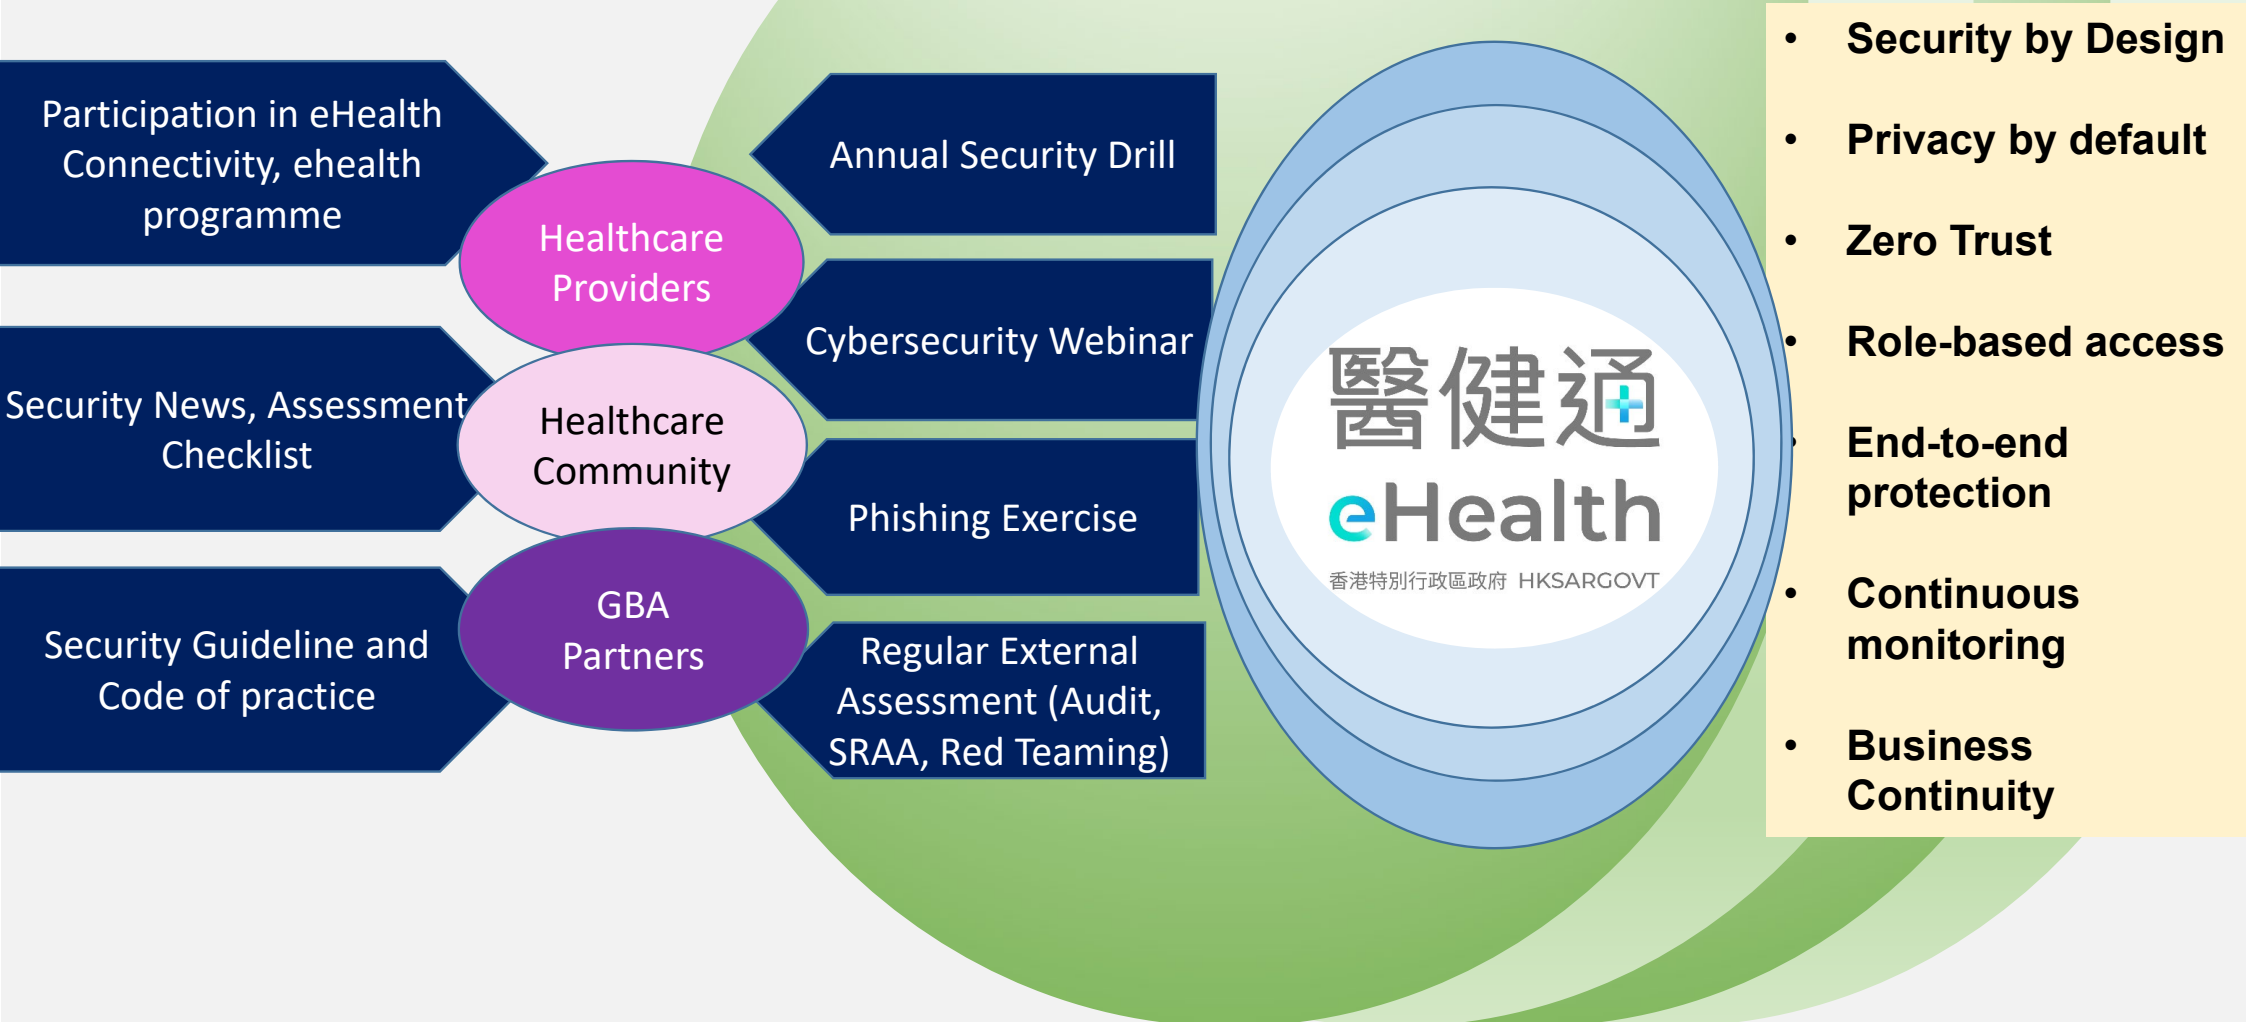 Participation in eHealth
Connectivity, ehealth
programme
Security News, Assessment
Checklist
Security Guideline and
Code of practice
Healthcare
Providers
Healthcare
Community
GBA
Partners
Annual Security Drill
Cybersecurity Webinar
Phishing Exercise
Regular External
Assessment (Audit,
SRAA, Red Teaming)
醫健通
eHealth
香港特別行政區政府 HKSARGOVT
• Security by Design
• Privacy by default
• Zero Trust
• Role-based access
• End-to-end
protection
• Continuous
monitoring
• Business
Continuity